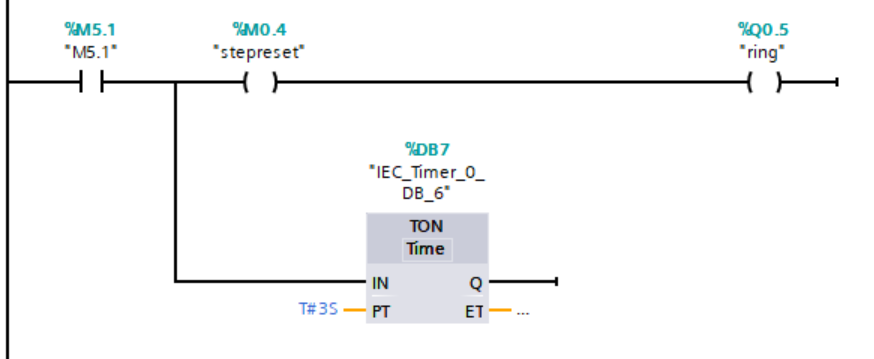 %M5.1
"M5.1"
%M0.4
"stepreset"
%Q0.5
"ring"
%DB7
"IEC_Timer_0_
DB_6"
TON
Time
IN
Q
T#3S
PT
ET
...